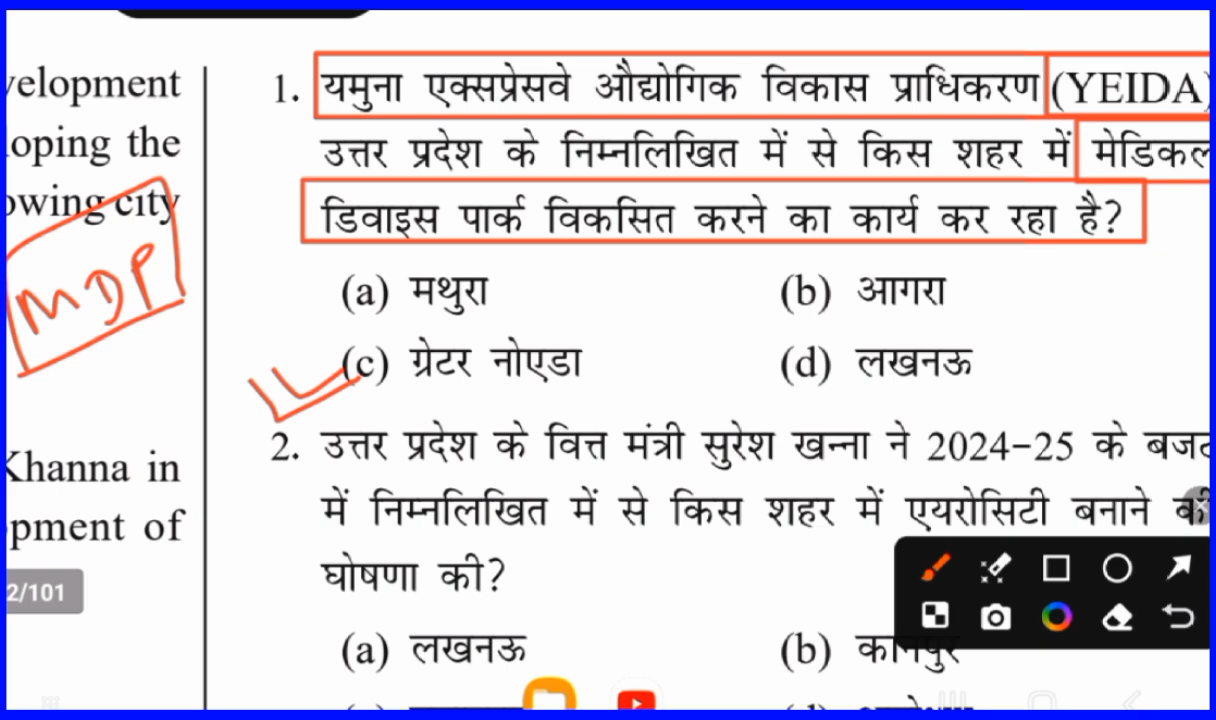 1. यमुना एक्सप्रेसवे औद्योगिक विकास प्राधिकरण (YEIDA)
उत्तर प्रदेश के निम्नलिखित में से किस शहर में मेडिकल
डिवाइस पार्क विकसित करने का कार्य कर रहा है?
(a) मथुरा (b) आगरा
(c) ग्रेटर नोएडा (d) लखनऊ
2. उत्तर प्रदेश के वित्त मंत्री सुरेश खन्ना ने 2024-25 के बजट
में निम्नलिखित में से किस शहर में एयरोसिटी बनाने की
घोषणा की?
(a) लखनऊ (b) कानपुर
velopment
oping the
owing city
MDP
Khanna in
opment of
2/101